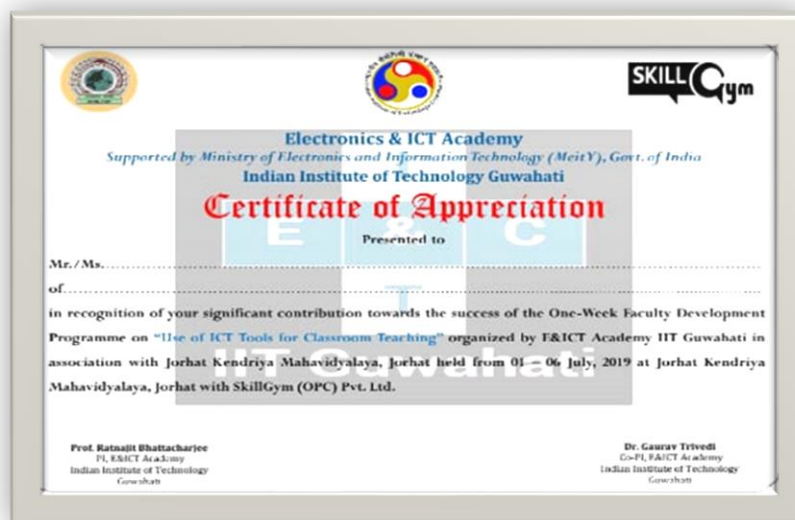 SKILL Gym
Electronics & ICT Academy
Supported by Ministry of Electronics and Information Technology (MeitY), Govt. of India
Indian Institute of Technology Guwahati
Certificate of Appreciation
Presented to
E & C
T
IIT Guwahati
Mr./Ms.
of
in recognition of your significant contribution towards the success of the One-Week Faculty Development
Programme on "Use of ICT Tools for Classroom Teaching" organized by E&ICT Academy IIT Guwahati in
association with Jorhat Kendriya Mahavidyalaya, Jorhat held from 01 – 06 July, 2019 at Jorhat Kendriya
Mahavidyalaya, Jorhat with SkillGym (OPC) Pvt. Ltd.
Prof. Ratnajit Bhattacharjee
PI, E&ICT Academy
Indian Institute of Technology
Guwahati
Dr. Gaurav Trivedi
Co-PI, E&ICT Academy
Indian Institute of Technology
Guwahati